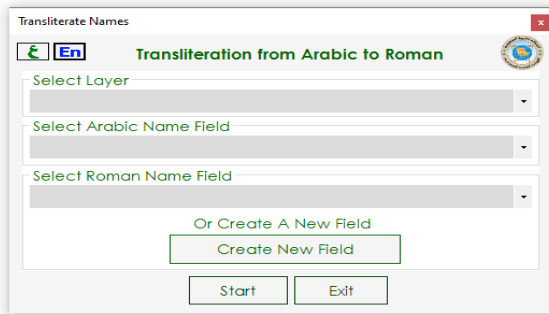 Transliterate Names
x
ع En Transliteration from Arabic to Roman
Select Layer
Select Arabic Name Field
Select Roman Name Field
Or Create A New Field
Create New Field
Start Exit